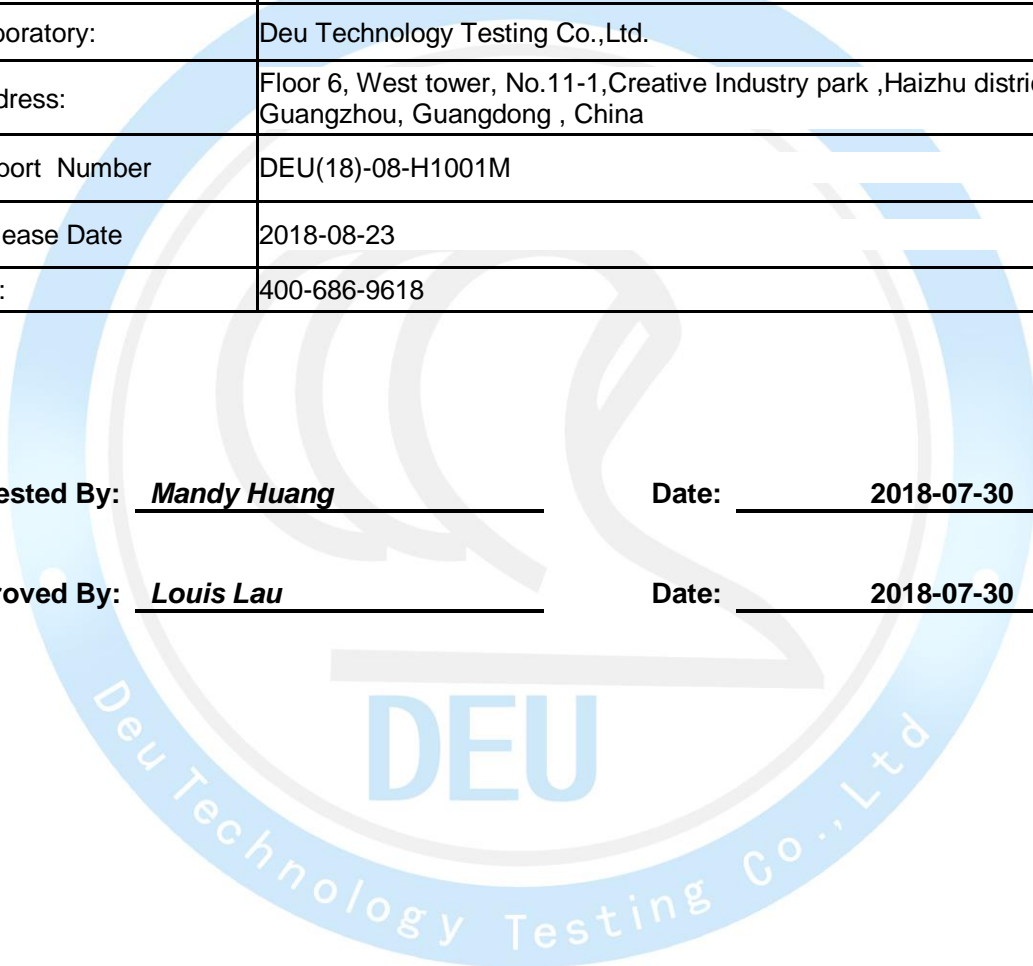 boratory: Deu Technology Testing Co.,Ltd.
dress: Floor 6, West tower, No.11-1,Creative Industry park ,Haizhu distri
Guangzhou, Guangdong , China
port Number DEU(18)-08-H1001M
ease Date 2018-08-23
: 400-686-9618
ested By: Mandy Huang Date: 2018-07-30
roved By: Louis Lau Date: 2018-07-30
DEU
Deu Technology Testing Co.,Ltd